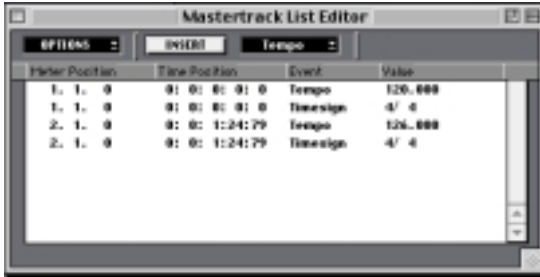 Mastertrack List Editor
OPTIONS INSERT Tempo
Meter Position Time Position Event Value
1. 1. 0 0: 0: 0: 0: 0 Tempo 120.000
1. 1. 0 0: 0: 0: 0: 0 Timesign 4/ 4
2. 1. 0 0: 0: 1:24:79 Tempo 126.000
2. 1. 0 0: 0: 1:24:79 Timesign 4/ 4